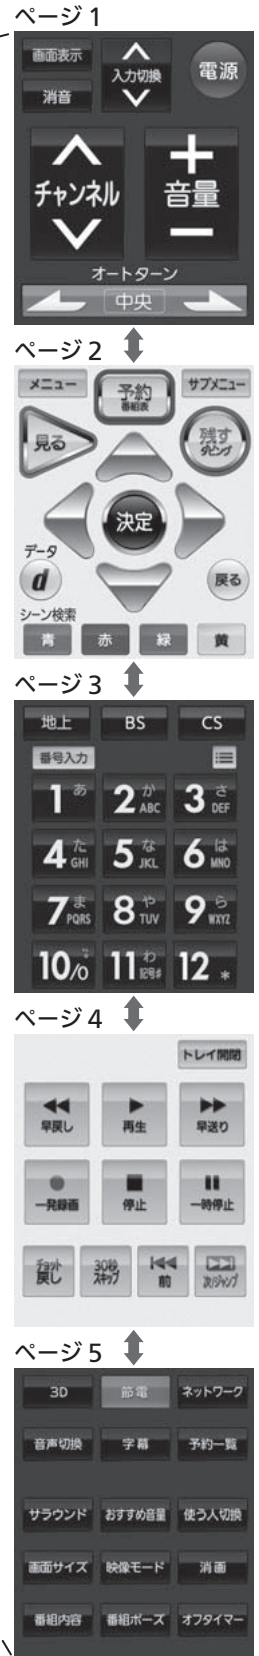 ページ 1
画面表示
入力切換
電源
消音
チャンネル
音量
オートターン
中央
ページ 2
メニュー
予約
番組表
サブメニュー
見る
残す
ダビング
決定
データ
d
戻る
シーン検索
青 赤 緑 黄
ページ 3
地上 BS CS
番号入力
1 あ 2 か ABC 3 さ DEF
4 た GHI 5 な JKL 6 は MNO
7 ま PQRS 8 や TUV 9 ら WXYZ
10/0 11 わ 記号# 12 *
ページ 4
トレイ開閉
早戻し 再生 早送り
一発録画 停止 一時停止
チョット 30秒
戻し スキップ 前 次/ジャンプ
ページ 5
3D 節電 ネットワーク
音声切換 字幕 予約一覧
サラウンド おすすめ音量 使う人切換
画面サイズ 映像モード 消画
番組内容 番組ポーズ オフタイマー